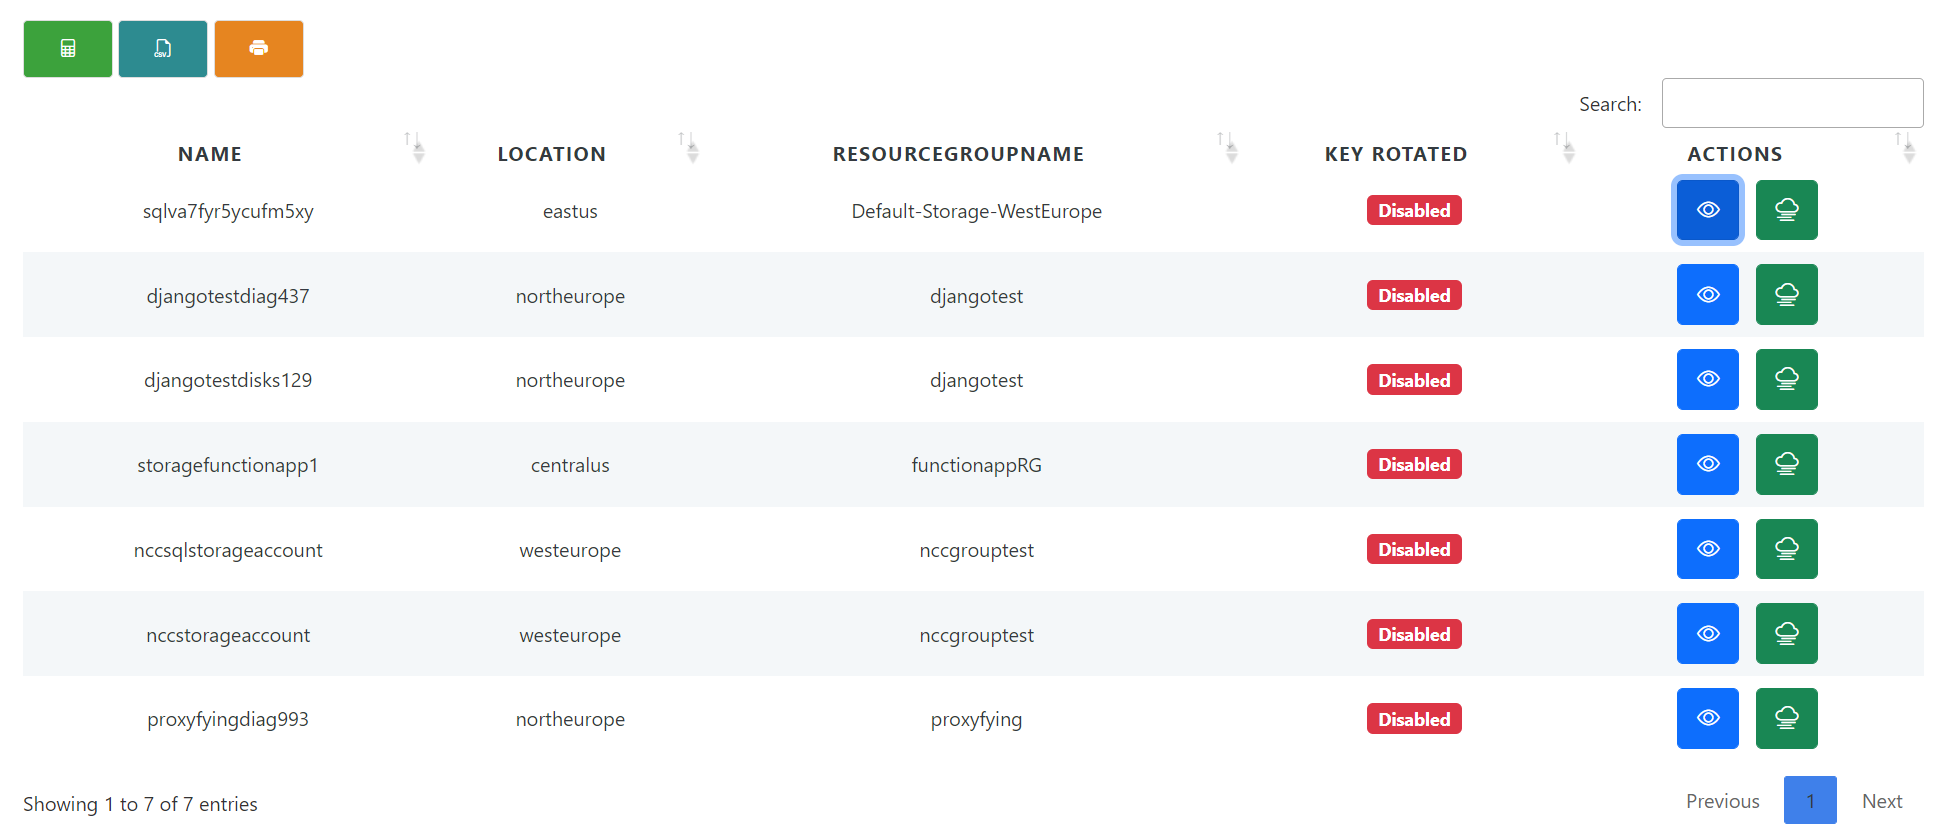 CSV
Search:
NAME LOCATION RESOURCEGROUPNAME KEY ROTATED ACTIONS
sqlva7fyr5ycufm5xy eastus Default-Storage-WestEurope Disabled
djangotestdiag437 northeurope djangotest Disabled
djangotestdisks129 northeurope djangotest Disabled
storagefunctionapp1 centralus functionappRG Disabled
nccsqlstorageaccount westeurope nccgrouptest Disabled
nccstorageaccount westeurope nccgrouptest Disabled
proxyfyingdiag993 northeurope proxyfying Disabled
Showing 1 to 7 of 7 entries Previous 1 Next